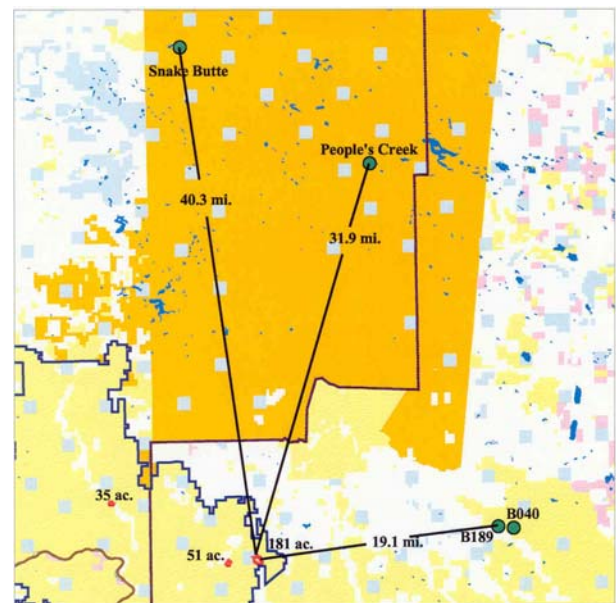 Snake Butte
People's Creek
40.3 mi.
31.9 mi.
35 ac.
B040
B189
181 ac.
19.1 mi.
51 ac.